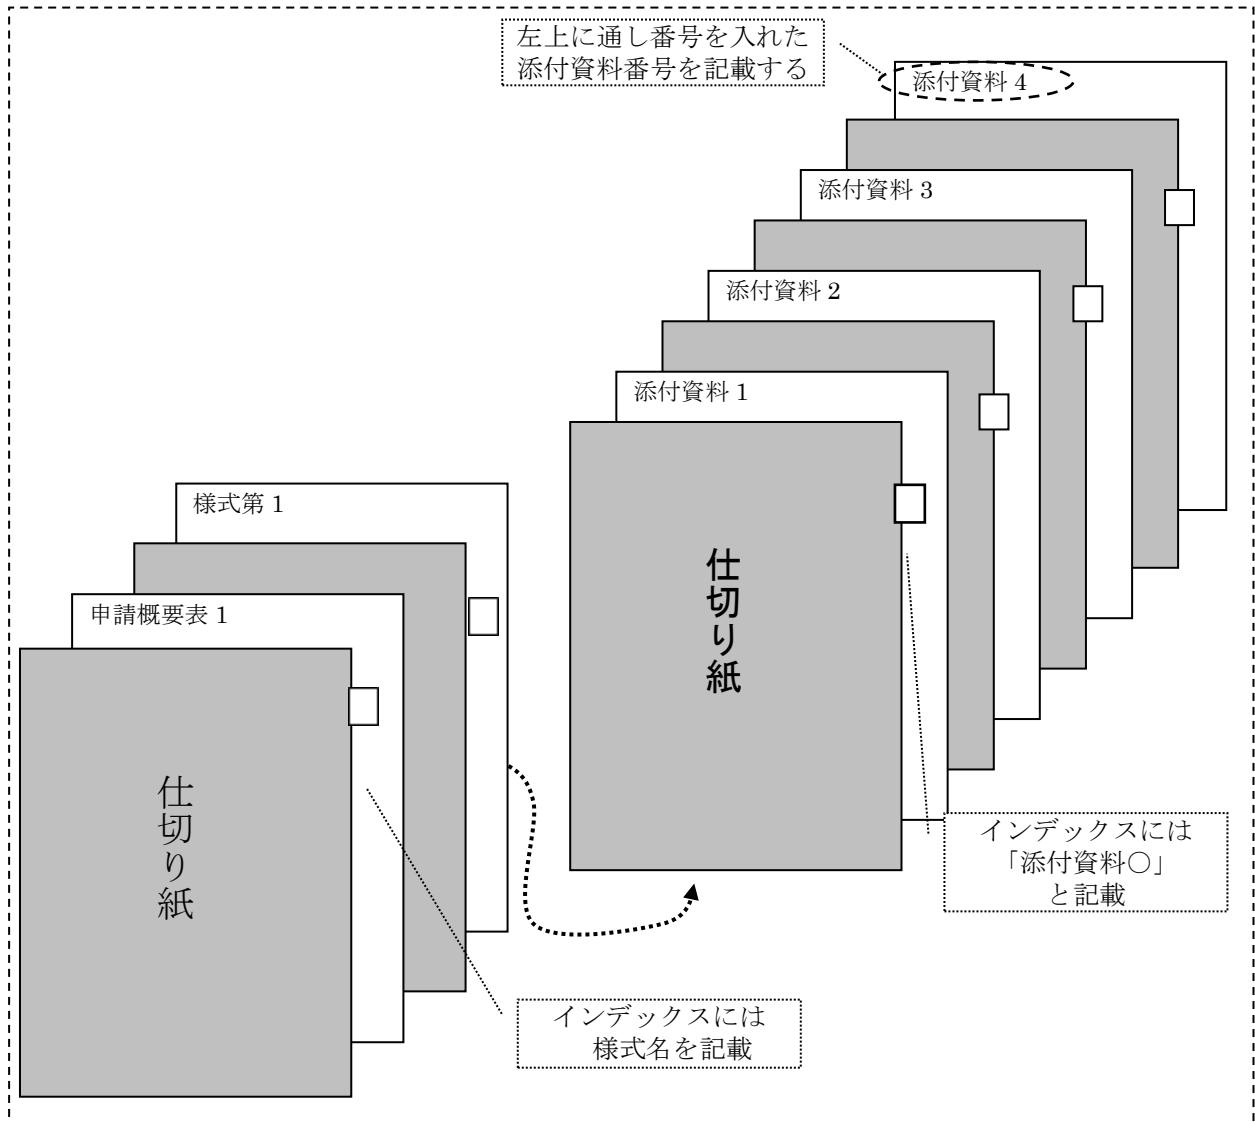 左上に通し番号を入れた
添付資料番号を記載する
添付資料 4
添付資料 3
添付資料 2
添付資料 1
仕切り紙
様式第 1
申請概要表 1
仕切り紙
インデックスには
「添付資料○」
と記載
インデックスには
様式名を記載